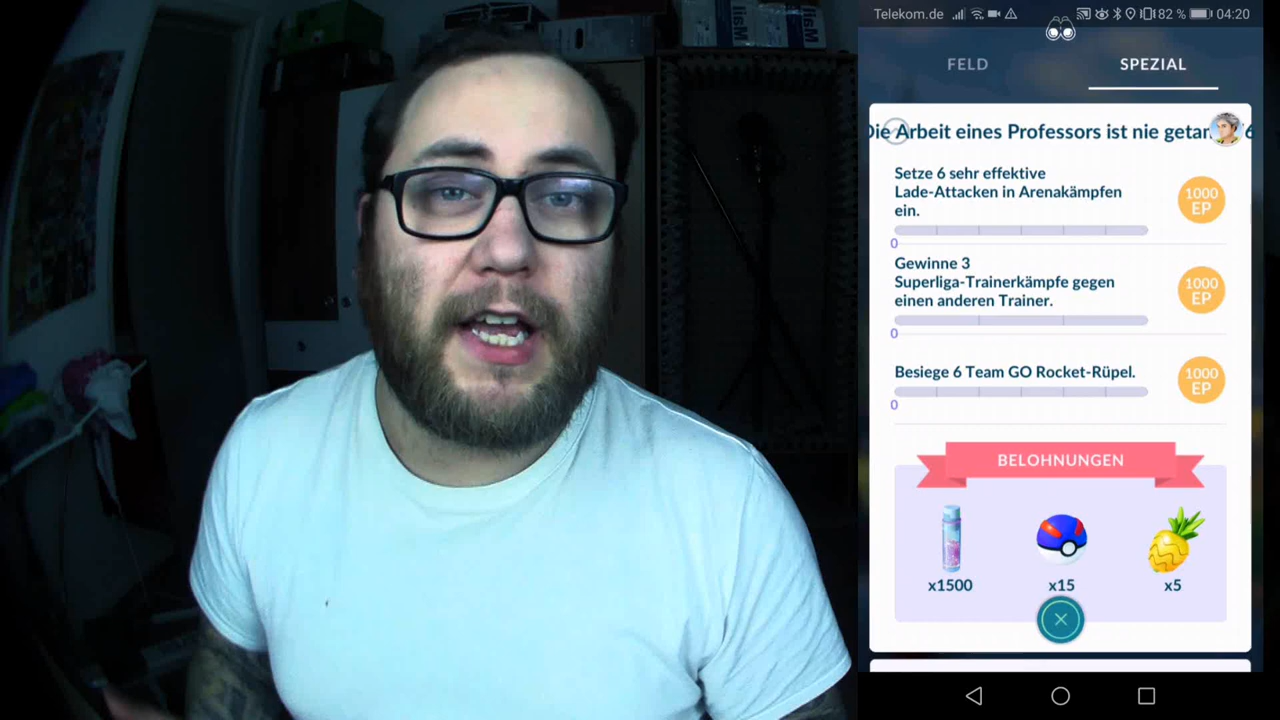 Telekom.de
82 %
04:20
FELD
SPEZIAL
Die Arbeit eines Professors ist nie getan 6
Setze 6 sehr effektive
Lade-Attacken in Arenakämpfen
ein.
1000
EP
0
Gewinne 3
Superliga-Trainerkämpfe gegen
einen anderen Trainer.
1000
EP
0
Besiege 6 Team GO Rocket-Rüpel.
1000
EP
0
BELOHNUNGEN
x1500
x15
x5